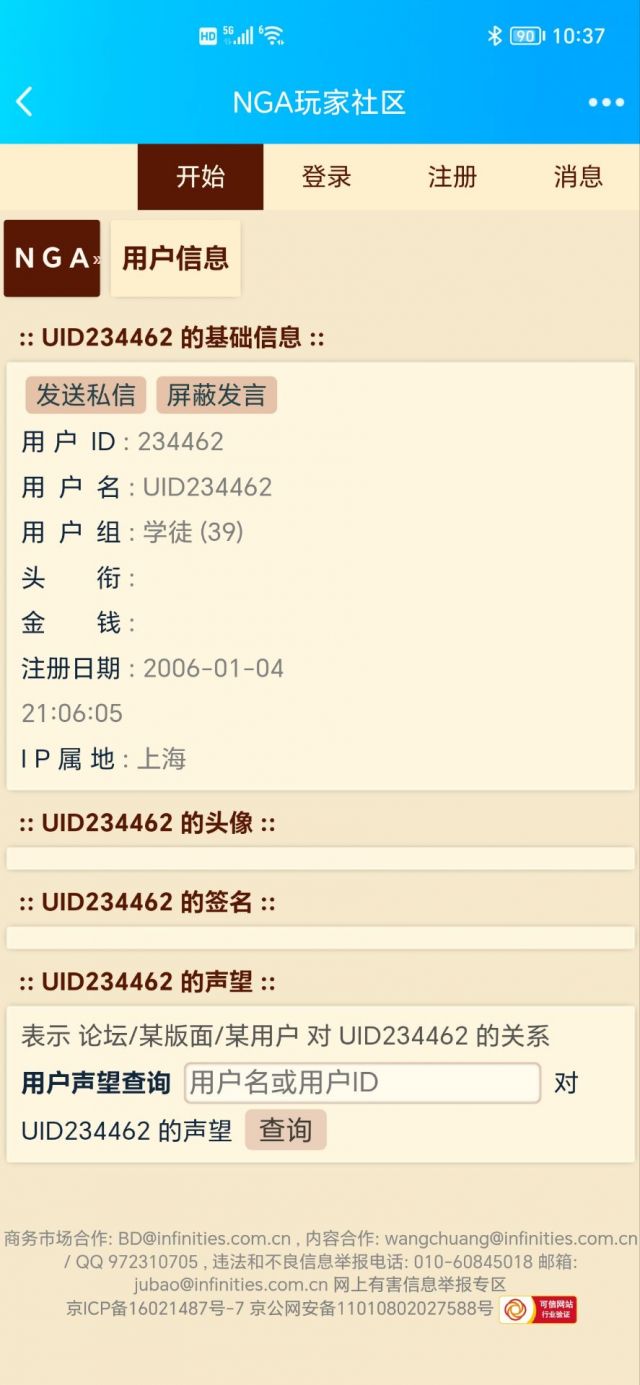 HD 5G 6 90 10:37
NGA玩家社区
开始 登录 注册 消息
NGA» 用户信息
:: UID234462 的基础信息 ::
发送私信 屏蔽发言
用 户 ID : 234462
用 户 名 : UID234462
用 户 组 : 学徒 (39)
头 衔 :
金 钱 :
注册日期 : 2006-01-04
21:06:05
I P 属 地 : 上海
:: UID234462 的头像 ::
:: UID234462 的签名 ::
:: UID234462 的声望 ::
表示 论坛/某版面/某用户 对 UID234462 的关系
用户声望查询 用户名或用户ID 对
UID234462 的声望 查询
商务市场合作: BD@infinities.com.cn , 内容合作: wangchuang@infinities.com.cn
/ QQ 972310705 , 违法和不良信息举报电话: 010-60845018 邮箱:
jubao@infinities.com.cn 网上有害信息举报专区
京ICP备16021487号-7 京公网安备11010802027588号 可信网站
行业验证